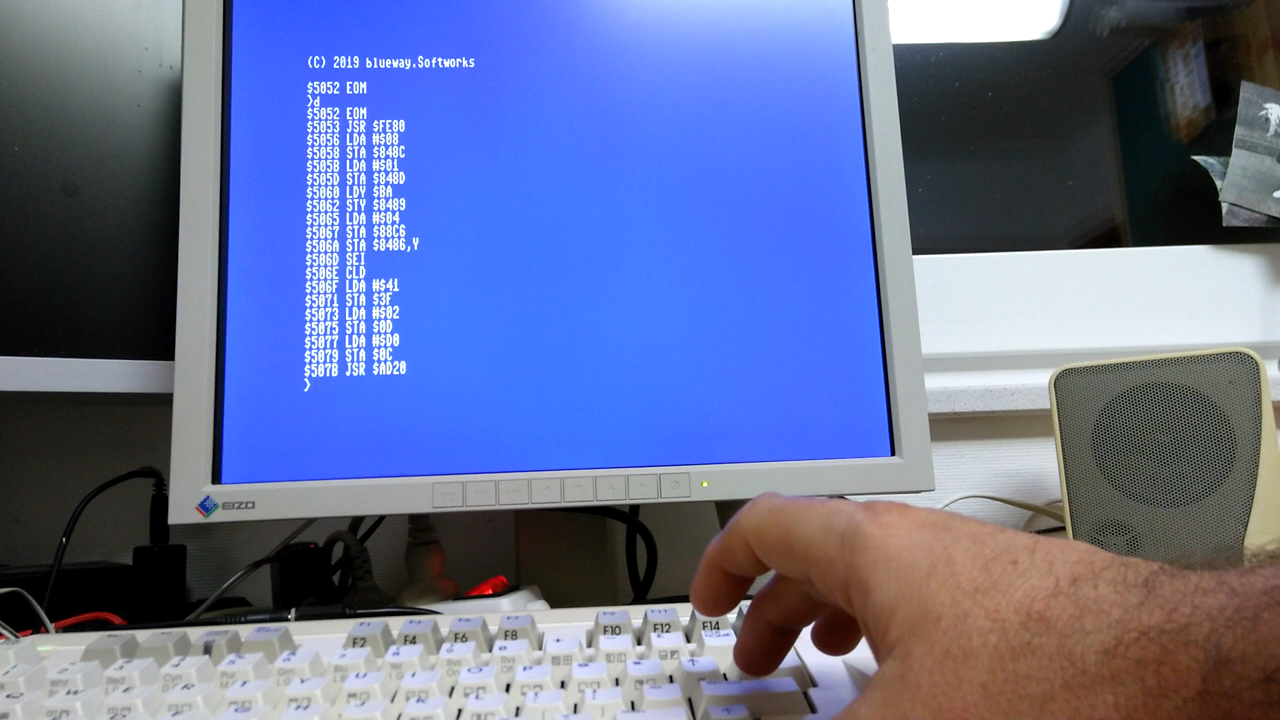 (C) 2019 blueway.Softworks
$5052 EOM
>d
$5052 EOM
$5053 JSR $FE80
$5056 LDA #$08
$5058 STA $848C
$505B LDA #$01
$505D STA $848D
$5060 LDY $BA
$5062 STY $8489
$5065 LDA #$04
$5067 STA $88C6
$506A STA $8486,Y
$506D SEI
$506E CLD
$506F LDA #$41
$5071 STA $3F
$5073 LDA #$02
$5075 STA $0D
$5077 LDA #$D0
$5079 STA $0C
$507B JSR $AD20
>
EIZO
F2 F4 F6 F8 F10 F12 F14